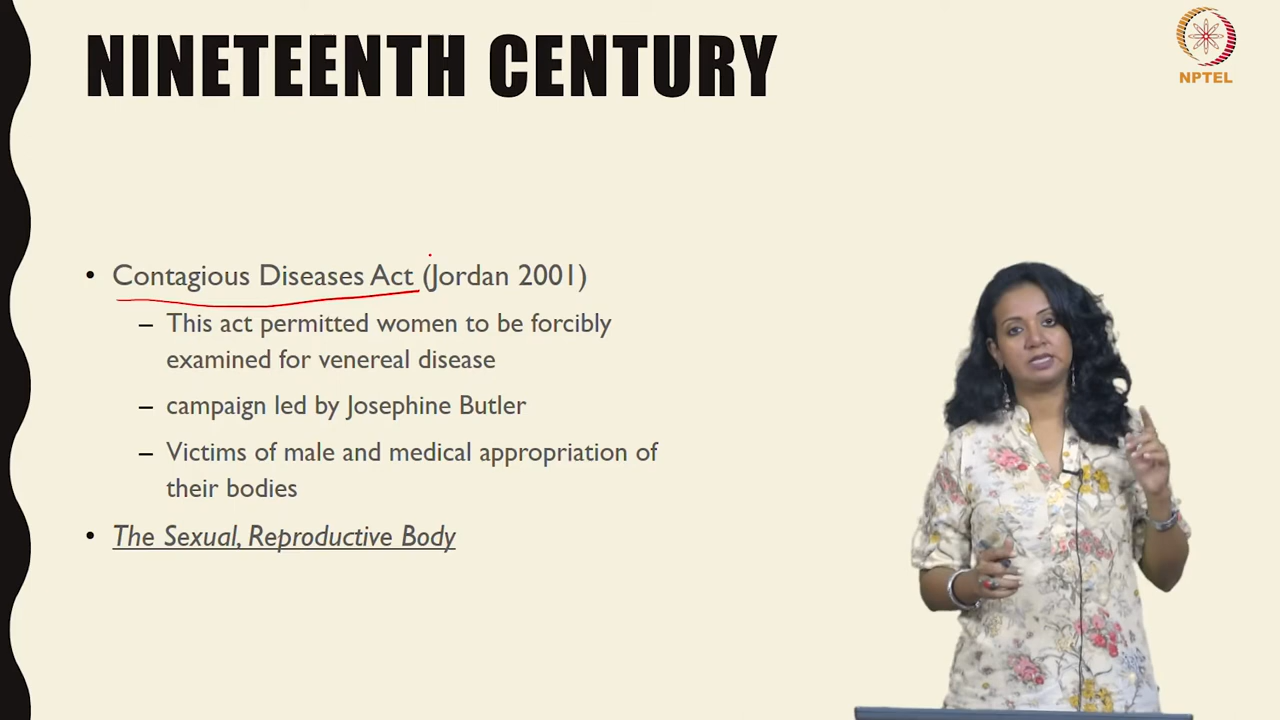 NINETEENTH CENTURY
NPTEL
• Contagious Diseases Act (Jordan 2001)
– This act permitted women to be forcibly
examined for venereal disease
– campaign led by Josephine Butler
– Victims of male and medical appropriation of
their bodies
• The Sexual, Reproductive Body